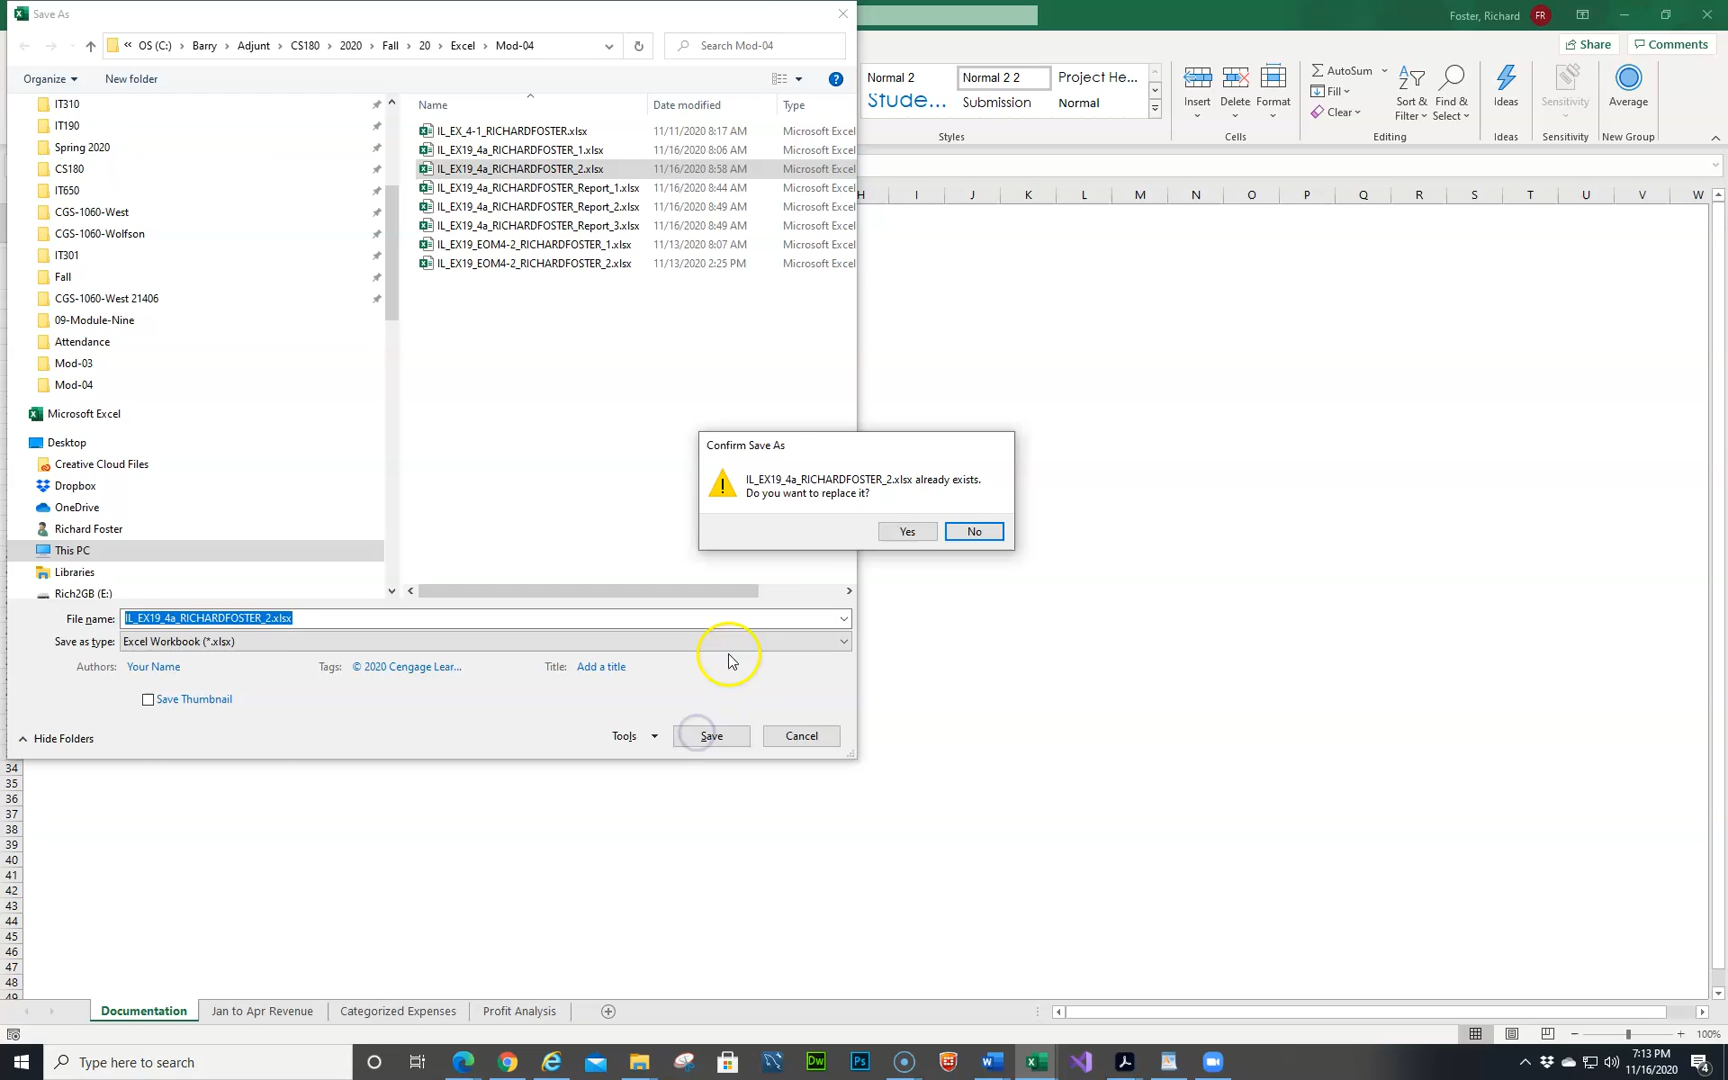 Save As
Foster, Richard FR
« OS (C:) Barry Adjunt CS180 2020 Fall 20 Excel Mod-04
Search Mod-04
Share
Comments
Organize
New folder
IT310
IT190
Spring 2020
CS180
IT650
CGS-1060-West
CGS-1060-Wolfson
IT301
Fall
CGS-1060-West 21406
09-Module-Nine
Attendance
Mod-03
Mod-04
Microsoft Excel
Desktop
Creative Cloud Files
Dropbox
OneDrive
Richard Foster
This PC
Libraries
Rich2GB (E:)
Name Date modified Type
IL_EX_4-1_RICHARDFOSTER.xlsx 11/11/2020 8:17 AM Microsoft Excel
IL_EX19_4a_RICHARDFOSTER_1.xlsx 11/16/2020 8:06 AM Microsoft Excel
IL_EX19_4a_RICHARDFOSTER_2.xlsx 11/16/2020 8:58 AM Microsoft Excel
IL_EX19_4a_RICHARDFOSTER_Report_1.xlsx 11/16/2020 8:44 AM Microsoft Excel
IL_EX19_4a_RICHARDFOSTER_Report_2.xlsx 11/16/2020 8:49 AM Microsoft Excel
IL_EX19_4a_RICHARDFOSTER_Report_3.xlsx 11/16/2020 8:49 AM Microsoft Excel
IL_EX19_EOM4-2_RICHARDFOSTER_1.xlsx 11/13/2020 8:07 AM Microsoft Excel
IL_EX19_EOM4-2_RICHARDFOSTER_2.xlsx 11/13/2020 2:25 PM Microsoft Excel
Normal 2 Normal 2 2 Project He...
Stude... Submission Normal
Styles
Insert Delete Format
Cells
AutoSum
Fill
Clear
Sort & Filter
Find & Select
Editing
Ideas
Ideas
Sensitivity
Sensitivity
Average
New Group
H I J K L M N O P Q R S T U V W
Confirm Save As
IL_EX19_4a_RICHARDFOSTER_2.xlsx already exists.
Do you want to replace it?
Yes No
File name: IL_EX19_4a_RICHARDFOSTER_2.xlsx
Save as type: Excel Workbook (*.xlsx)
Authors: Your Name Tags: © 2020 Cengage Lear... Title: Add a title
Save Thumbnail
Hide Folders
Tools Save Cancel
34
35
36
37
38
39
40
41
42
43
44
45
46
47
48
49
Documentation Jan to Apr Revenue Categorized Expenses Profit Analysis
100%
Type here to search
Dw
Ps
7:13 PM
11/16/2020
4